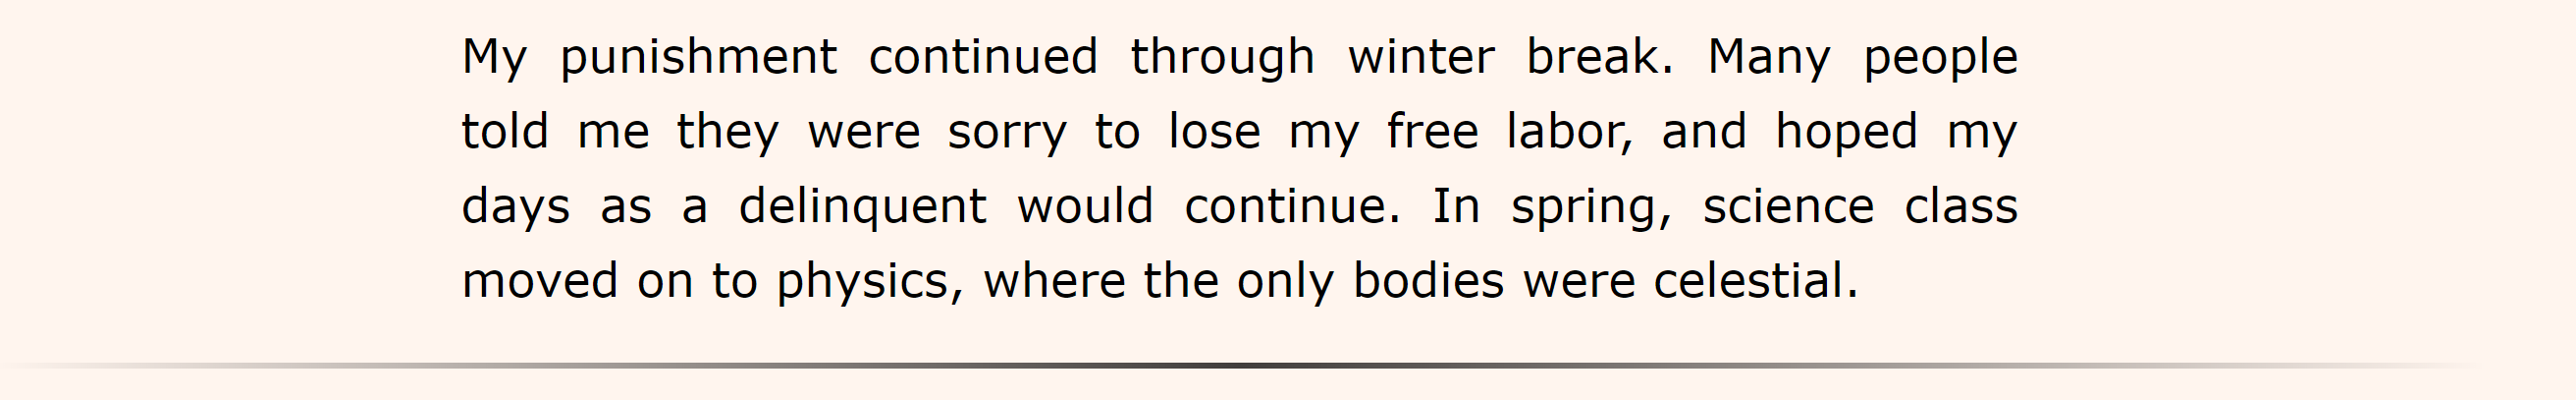 My punishment continued through winter break. Many people
told me they were sorry to lose my free labor, and hoped my
days as a delinquent would continue. In spring, science class
moved on to physics, where the only bodies were celestial.